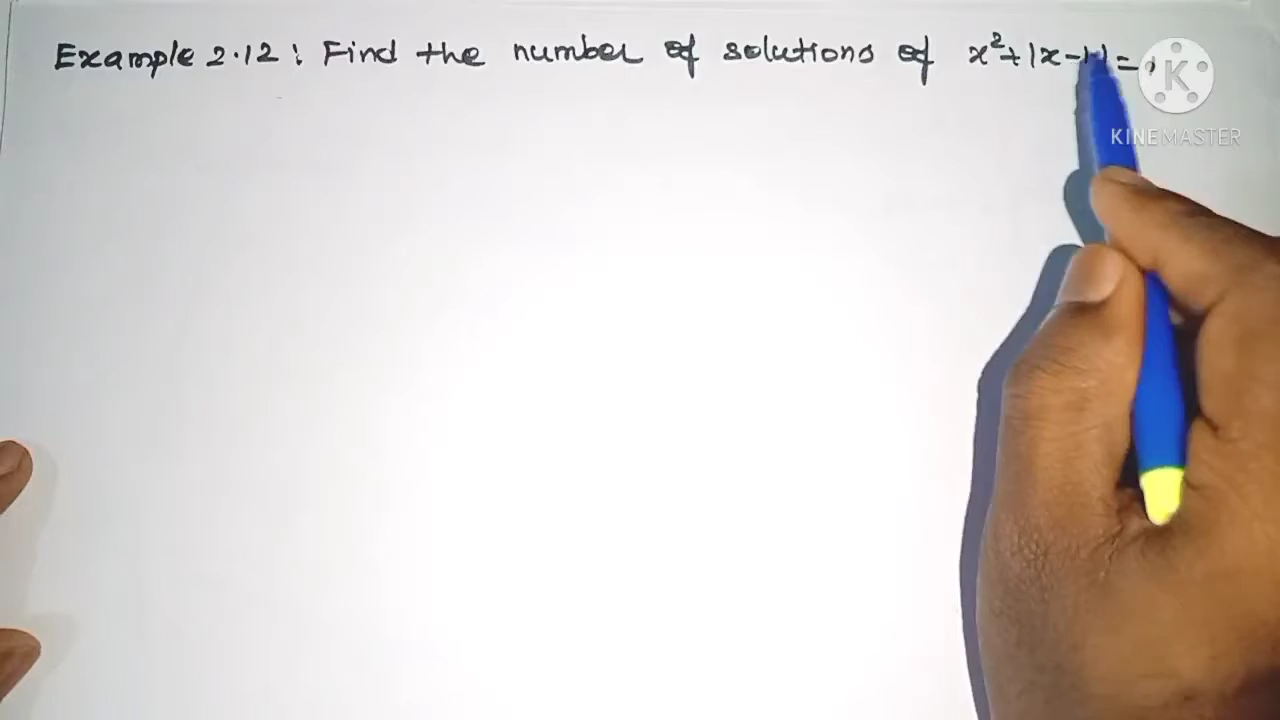 Example 2.12 : Find the number of solutions of x² + |x-1| =
KINEMASTER